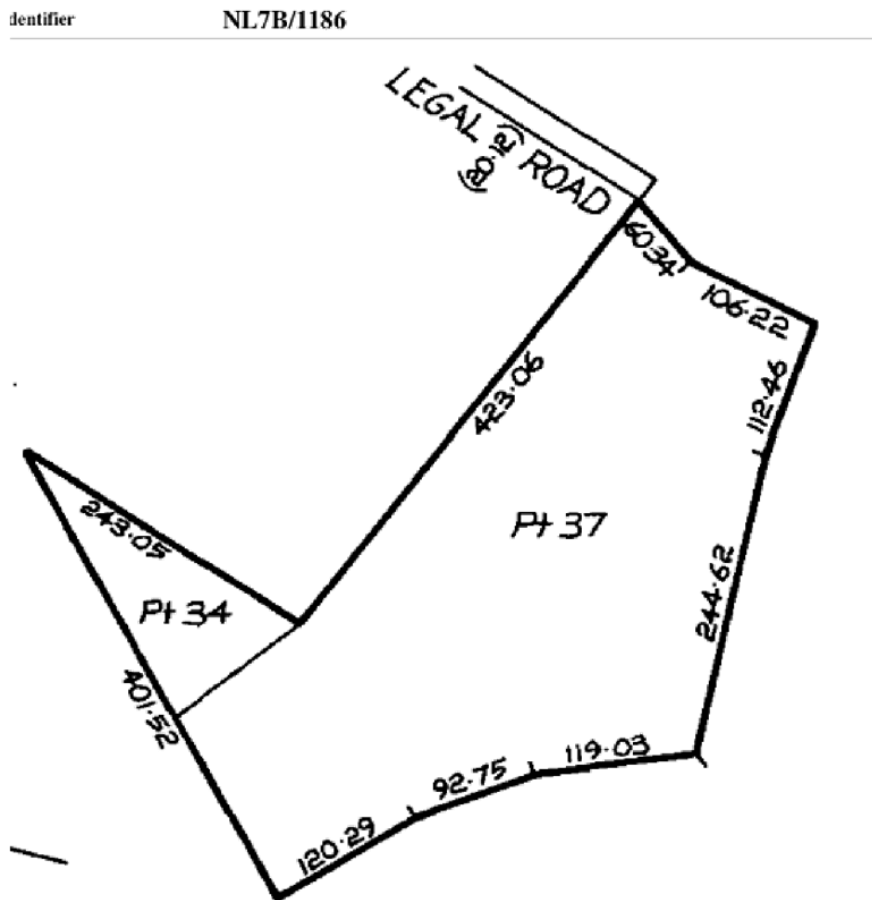 dentifier NL7B/1186
LEGAL ROAD
(20.12)
60.34
106.22
423.06
112.46
243.05
Pt 37
Pt 34
244.62
401.52
119.03
92.75
120.29